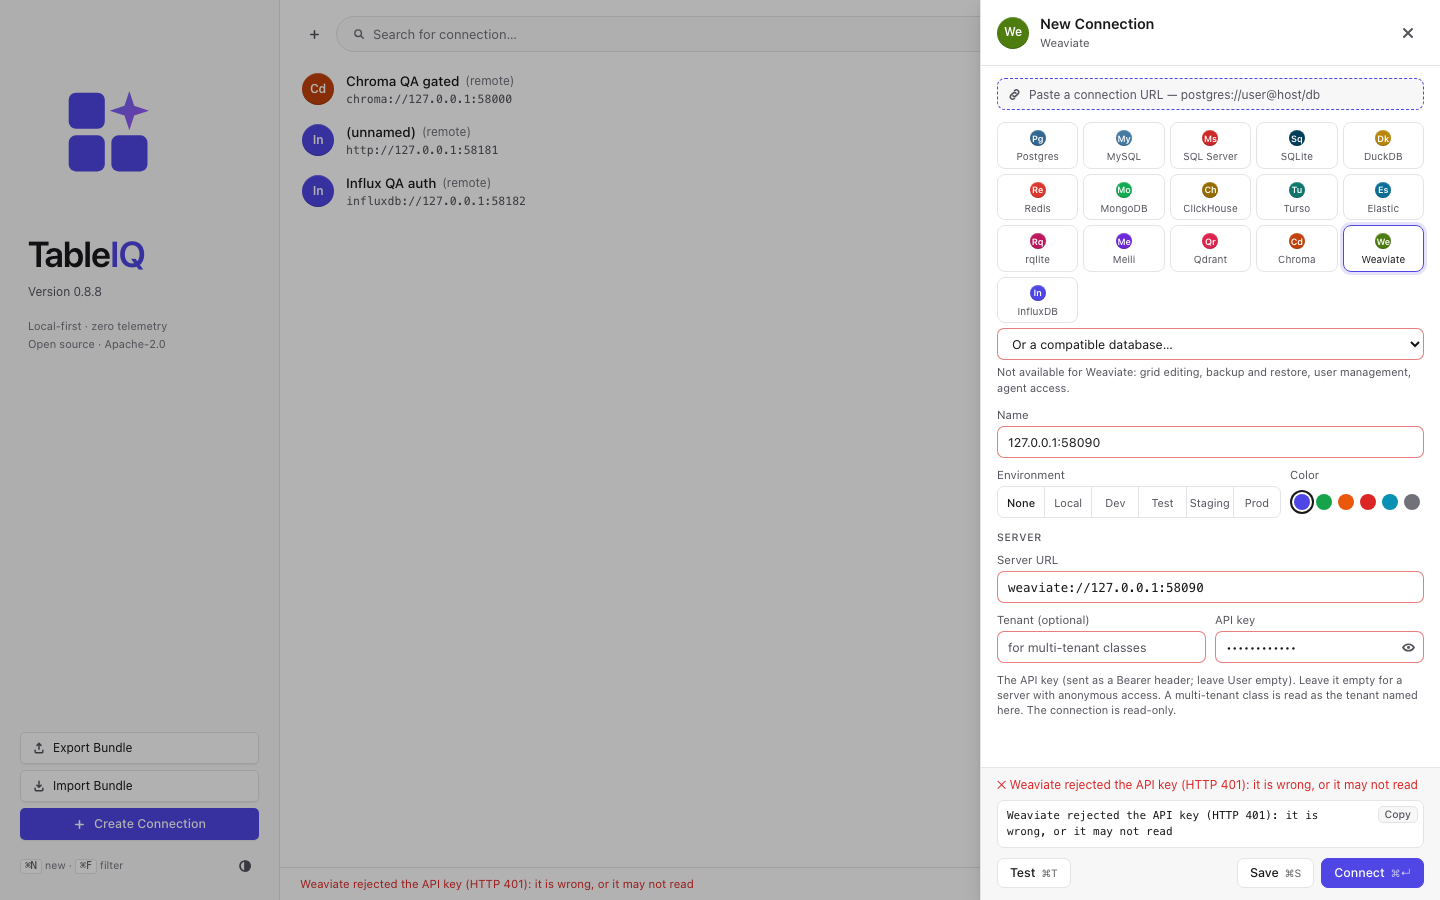 TableIQ
Version 0.8.8
Local-first · zero telemetry
Open source · Apache-2.0
Export Bundle
Import Bundle
+ Create Connection
⌘N new · ⌘F filter
+
Search for connection...
Cd
Chroma QA gated (remote)
chroma://127.0.0.1:58000
In
(unnamed) (remote)
http://127.0.0.1:58181
In
Influx QA auth (remote)
influxdb://127.0.0.1:58182
Weaviate rejected the API key (HTTP 401): it is wrong, or it may not read
We
New Connection
Weaviate
Paste a connection URL — postgres://user@host/db
Pg My Ms Sq Dk
Postgres MySQL SQL Server SQLite DuckDB
Re Mo Ch Tu Es
Redis MongoDB ClickHouse Turso Elastic
Rq Me Qr Cd We
rqlite Meili Qdrant Chroma Weaviate
In
InfluxDB
Or a compatible database...
Not available for Weaviate: grid editing, backup and restore, user management,
agent access.
Name
127.0.0.1:58090
Environment Color
None Local Dev Test Staging Prod
SERVER
Server URL
weaviate://127.0.0.1:58090
Tenant (optional) API key
for multi-tenant classes ••••••••••••
The API key (sent as a Bearer header; leave User empty). Leave it empty for a
server with anonymous access. A multi-tenant class is read as the tenant named
here. The connection is read-only.
Weaviate rejected the API key (HTTP 401): it is wrong, or it may not read
Weaviate rejected the API key (HTTP 401): it is
wrong, or it may not read
Copy
Test ⌘T Save ⌘S Connect ⌘↵